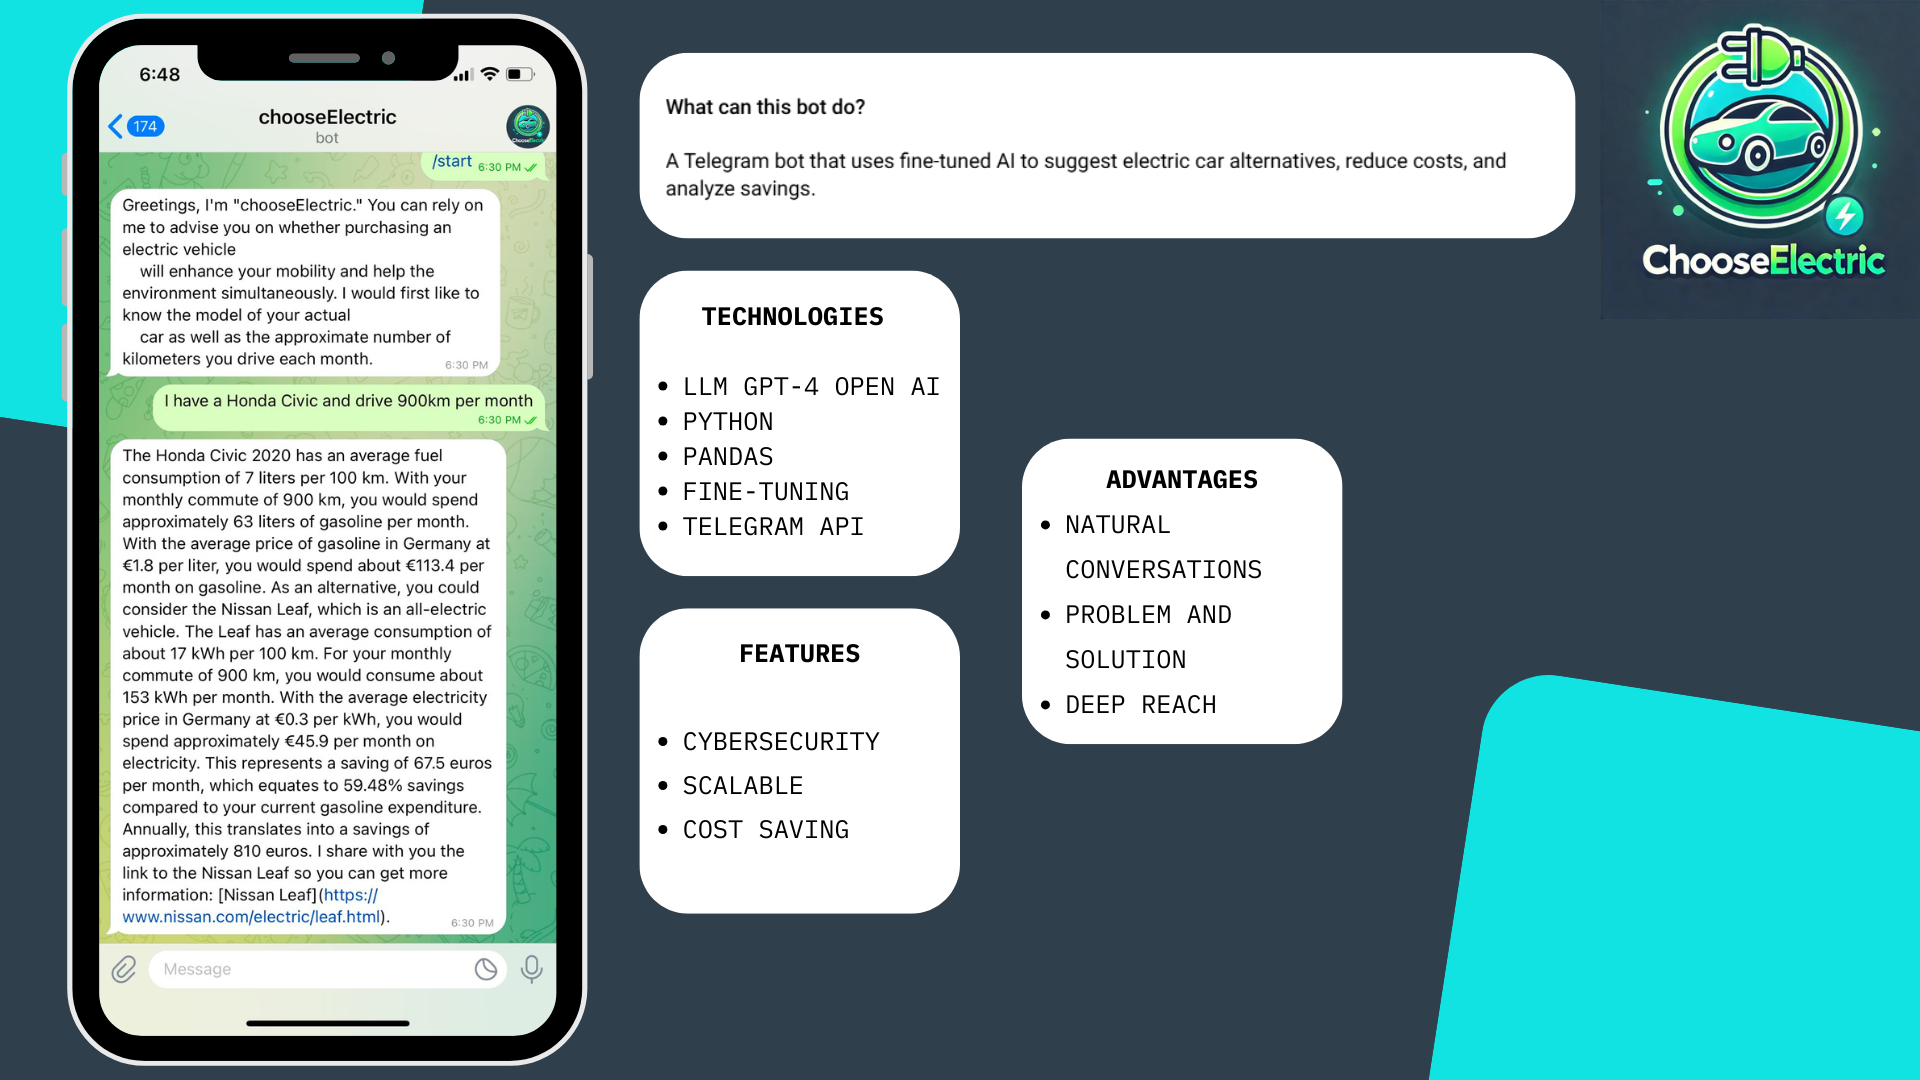 6:48
174
chooseElectric
bot
/start 6:30 PM
Greetings, I'm "chooseElectric." You can rely on
me to advise you on whether purchasing an
electric vehicle
will enhance your mobility and help the
environment simultaneously. I would first like to
know the model of your actual
car as well as the approximate number of
kilometers you drive each month.
6:30 PM
I have a Honda Civic and drive 900km per month
6:30 PM
The Honda Civic 2020 has an average fuel
consumption of 7 liters per 100 km. With your
monthly commute of 900 km, you would spend
approximately 63 liters of gasoline per month.
With the average price of gasoline in Germany at
€1.8 per liter, you would spend about €113.4 per
month on gasoline. As an alternative, you could
consider the Nissan Leaf, which is an all-electric
vehicle. The Leaf has an average consumption of
about 17 kWh per 100 km. For your monthly
commute of 900 km, you would consume about
153 kWh per month. With the average electricity
price in Germany at €0.3 per kWh, you would
spend approximately €45.9 per month on
electricity. This represents a saving of 67.5 euros
per month, which equates to 59.48% savings
compared to your current gasoline expenditure.
Annually, this translates into a savings of
approximately 810 euros. I share with you the
link to the Nissan Leaf so you can get more
information: [Nissan Leaf](https://
www.nissan.com/electric/leaf.html).
6:30 PM
Message
What can this bot do?
A Telegram bot that uses fine-tuned AI to suggest electric car alternatives, reduce costs, and
analyze savings.
TECHNOLOGIES
• LLM GPT-4 OPEN AI
• PYTHON
• PANDAS
• FINE-TUNING
• TELEGRAM API
FEATURES
• CYBERSECURITY
• SCALABLE
• COST SAVING
ADVANTAGES
• NATURAL
CONVERSATIONS
• PROBLEM AND
SOLUTION
• DEEP REACH
ChooseElectric